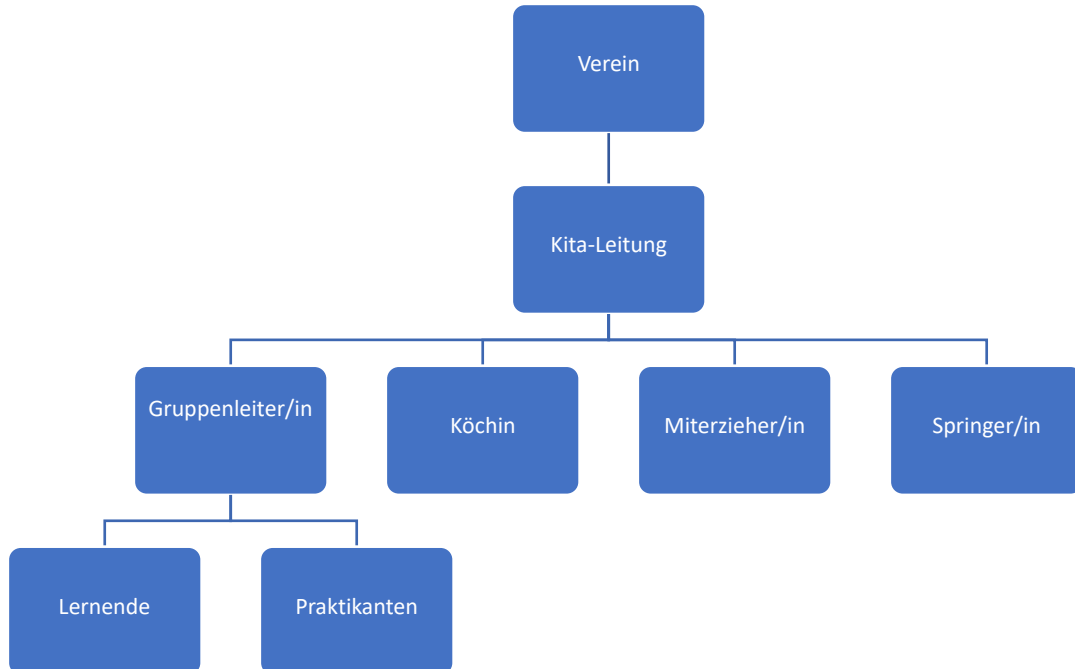 Verein
Kita-Leitung
Gruppenleiter/in
Köchin
Miterzieher/in
Springer/in
Lernende
Praktikanten